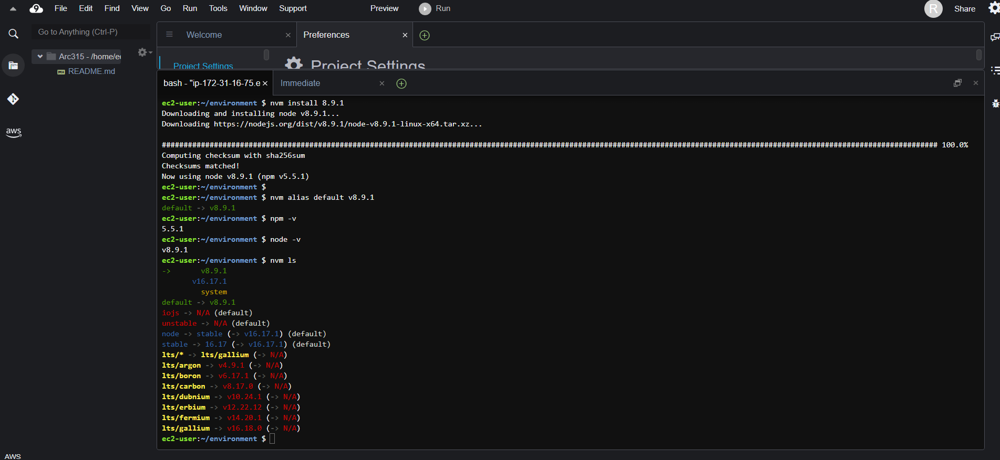 File Edit Find View Go Run Tools Window Support Preview Run R Share
Go to Anything (Ctrl-P)
Welcome Preferences
Arc315 - /home/e
README.md
Project Settings Project Settings
bash - "ip-172-31-16-75.e Immediate
aws
ec2-user:~/environment $ nvm install 8.9.1
Downloading and installing node v8.9.1...
Downloading https://nodejs.org/dist/v8.9.1/node-v8.9.1-linux-x64.tar.xz...
100.0%
Computing checksum with sha256sum
Checksums matched!
Now using node v8.9.1 (npm v5.5.1)
ec2-user:~/environment $
ec2-user:~/environment $ nvm alias default v8.9.1
default -> v8.9.1
ec2-user:~/environment $ npm -v
5.5.1
ec2-user:~/environment $ node -v
v8.9.1
ec2-user:~/environment $ nvm ls
-> v8.9.1
v16.17.1
system
default -> v8.9.1
iojs -> N/A (default)
unstable -> N/A (default)
node -> stable (-> v16.17.1) (default)
stable -> 16.17 (-> v16.17.1) (default)
lts/* -> lts/gallium (-> N/A)
lts/argon -> v4.9.1 (-> N/A)
lts/boron -> v6.17.1 (-> N/A)
lts/carbon -> v8.17.0 (-> N/A)
lts/dubnium -> v10.24.1 (-> N/A)
lts/erbium -> v12.22.12 (-> N/A)
lts/fermium -> v14.20.1 (-> N/A)
lts/gallium -> v16.18.0 (-> N/A)
ec2-user:~/environment $
AWS